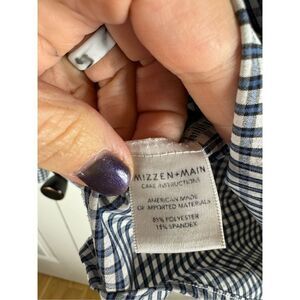 MIZZEN+MAIN
CARE INSTRUCTIONS
AMERICAN MADE
OF IMPORTED MATERIALS
85% POLYESTER
15% SPANDEX